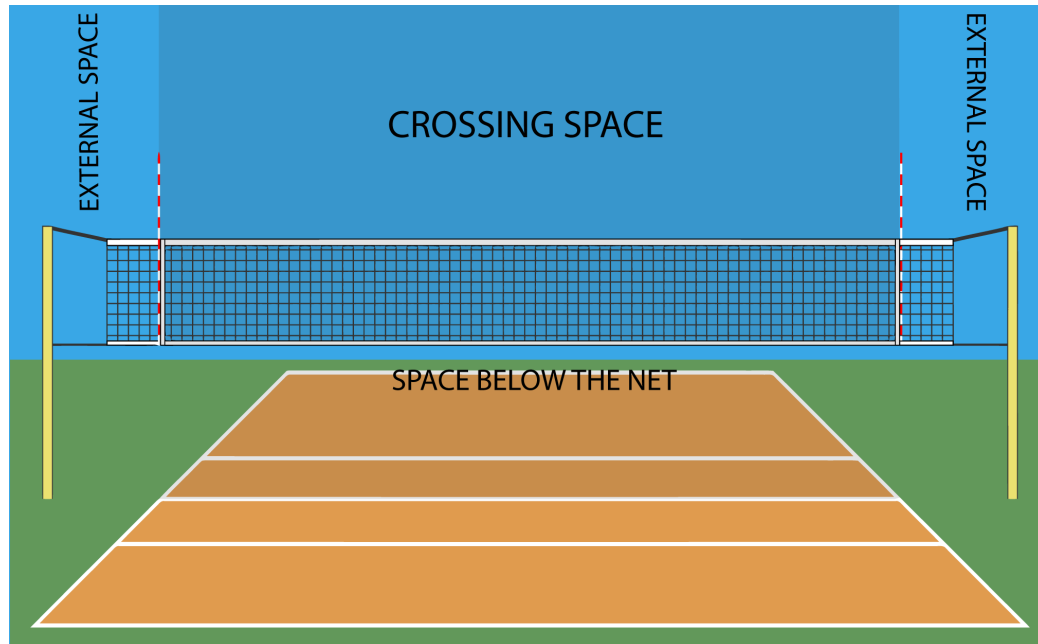 EXTERNAL SPACE
CROSSING SPACE
EXTERNAL SPACE
SPACE BELOW THE NET